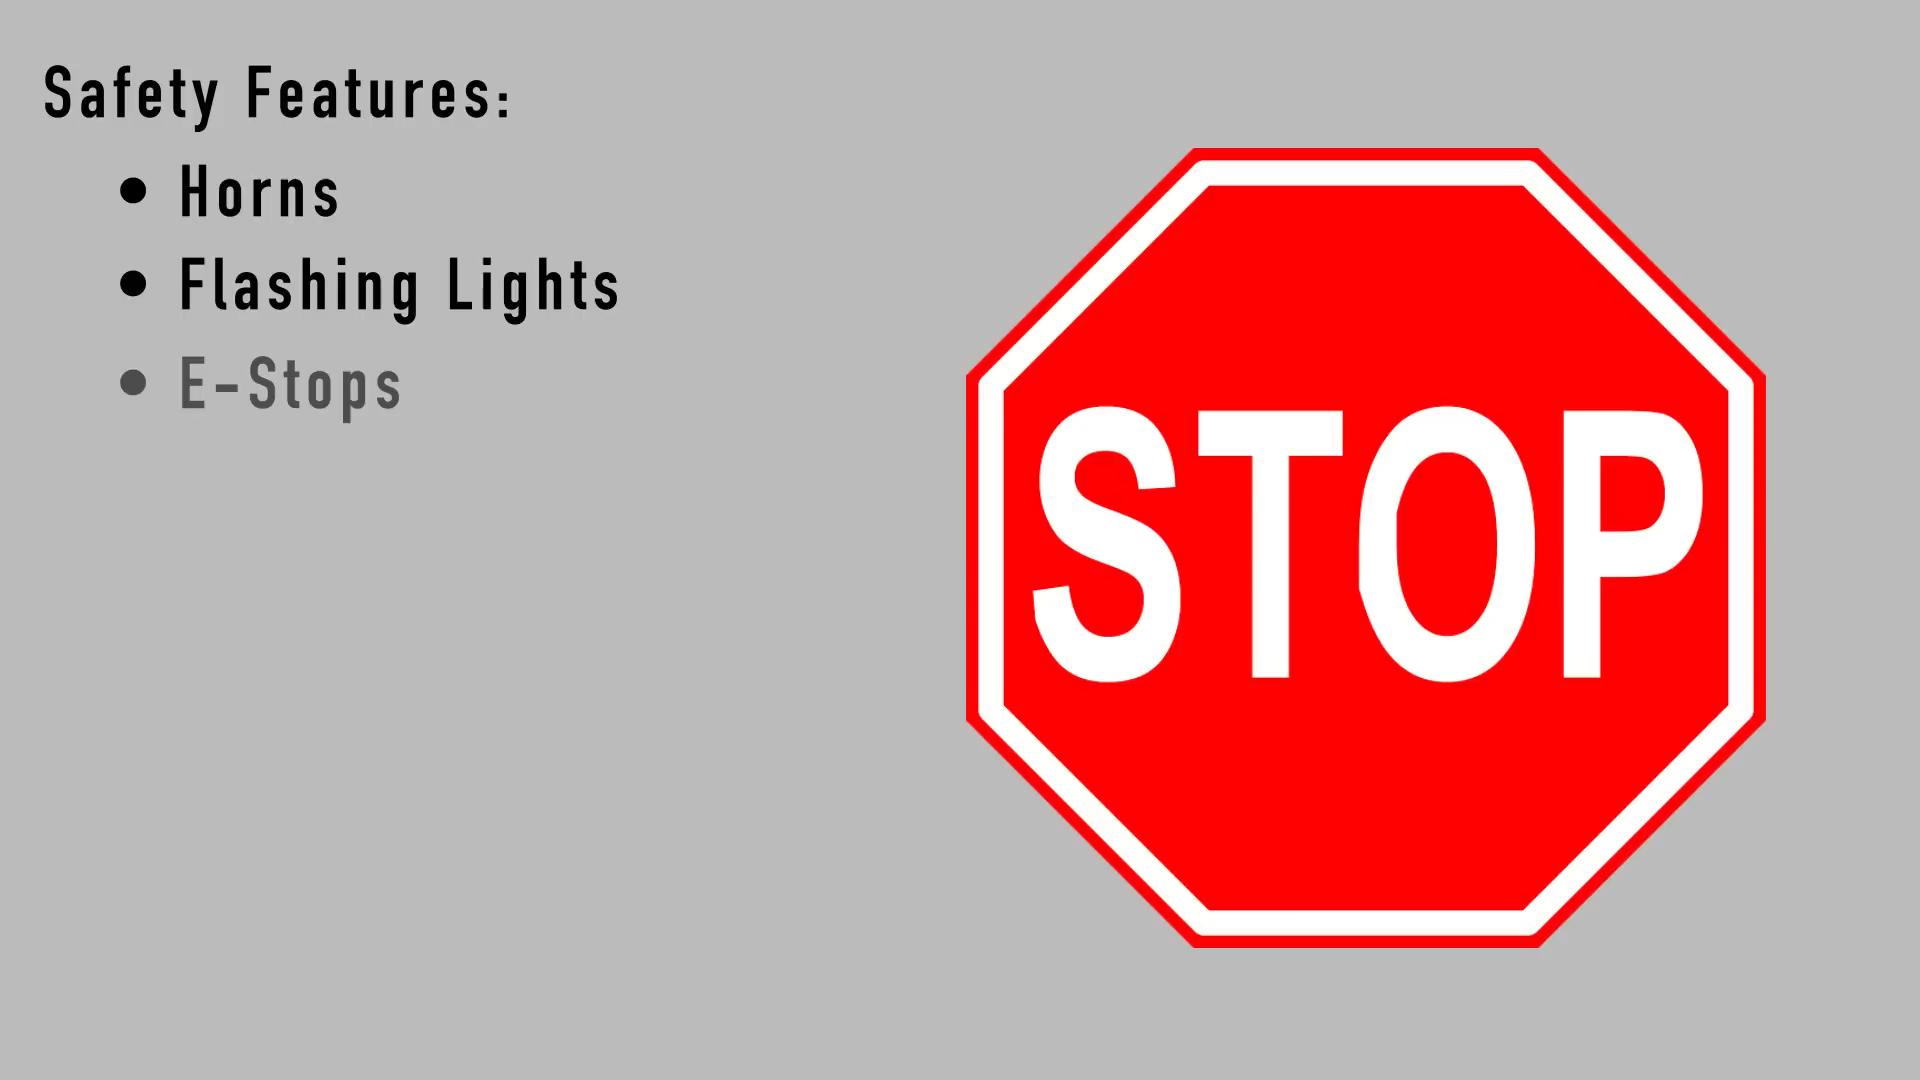 Safety Features:
• Horns
• Flashing Lights
• E-Stops
STOP